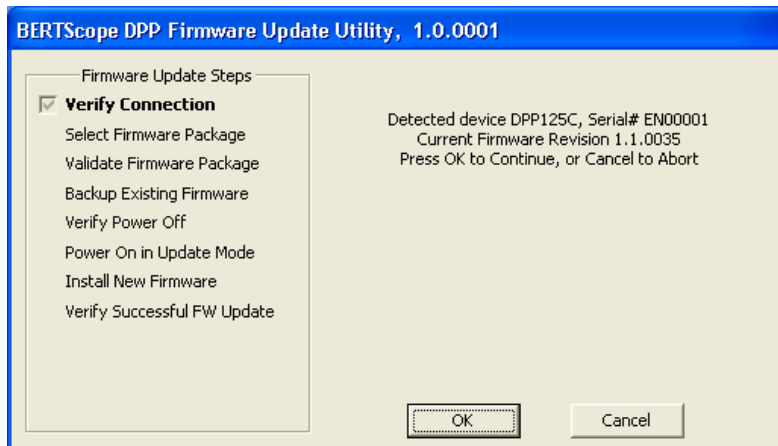 BERTScope DPP Firmware Update Utility, 1.0.0001
Firmware Update Steps
Verify Connection
Select Firmware Package
Validate Firmware Package
Backup Existing Firmware
Verify Power Off
Power On in Update Mode
Install New Firmware
Verify Successful FW Update
Detected device DPP125C, Serial# EN00001
Current Firmware Revision 1.1.0035
Press OK to Continue, or Cancel to Abort
OK
Cancel